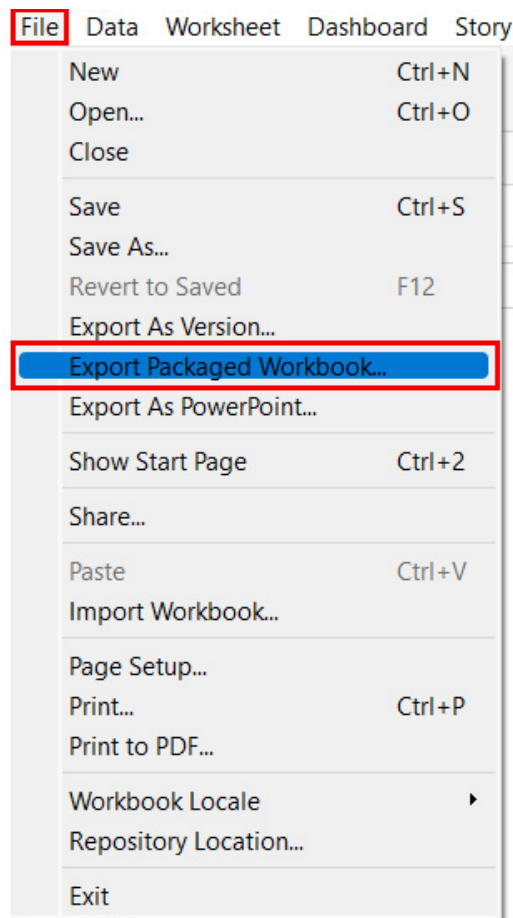 File Data Worksheet Dashboard Story
New Ctrl+N
Open... Ctrl+O
Close
Save Ctrl+S
Save As...
Revert to Saved F12
Export As Version...
Export Packaged Workbook...
Export As PowerPoint...
Show Start Page Ctrl+2
Share...
Paste Ctrl+V
Import Workbook...
Page Setup...
Print... Ctrl+P
Print to PDF...
Workbook Locale
Repository Location...
Exit